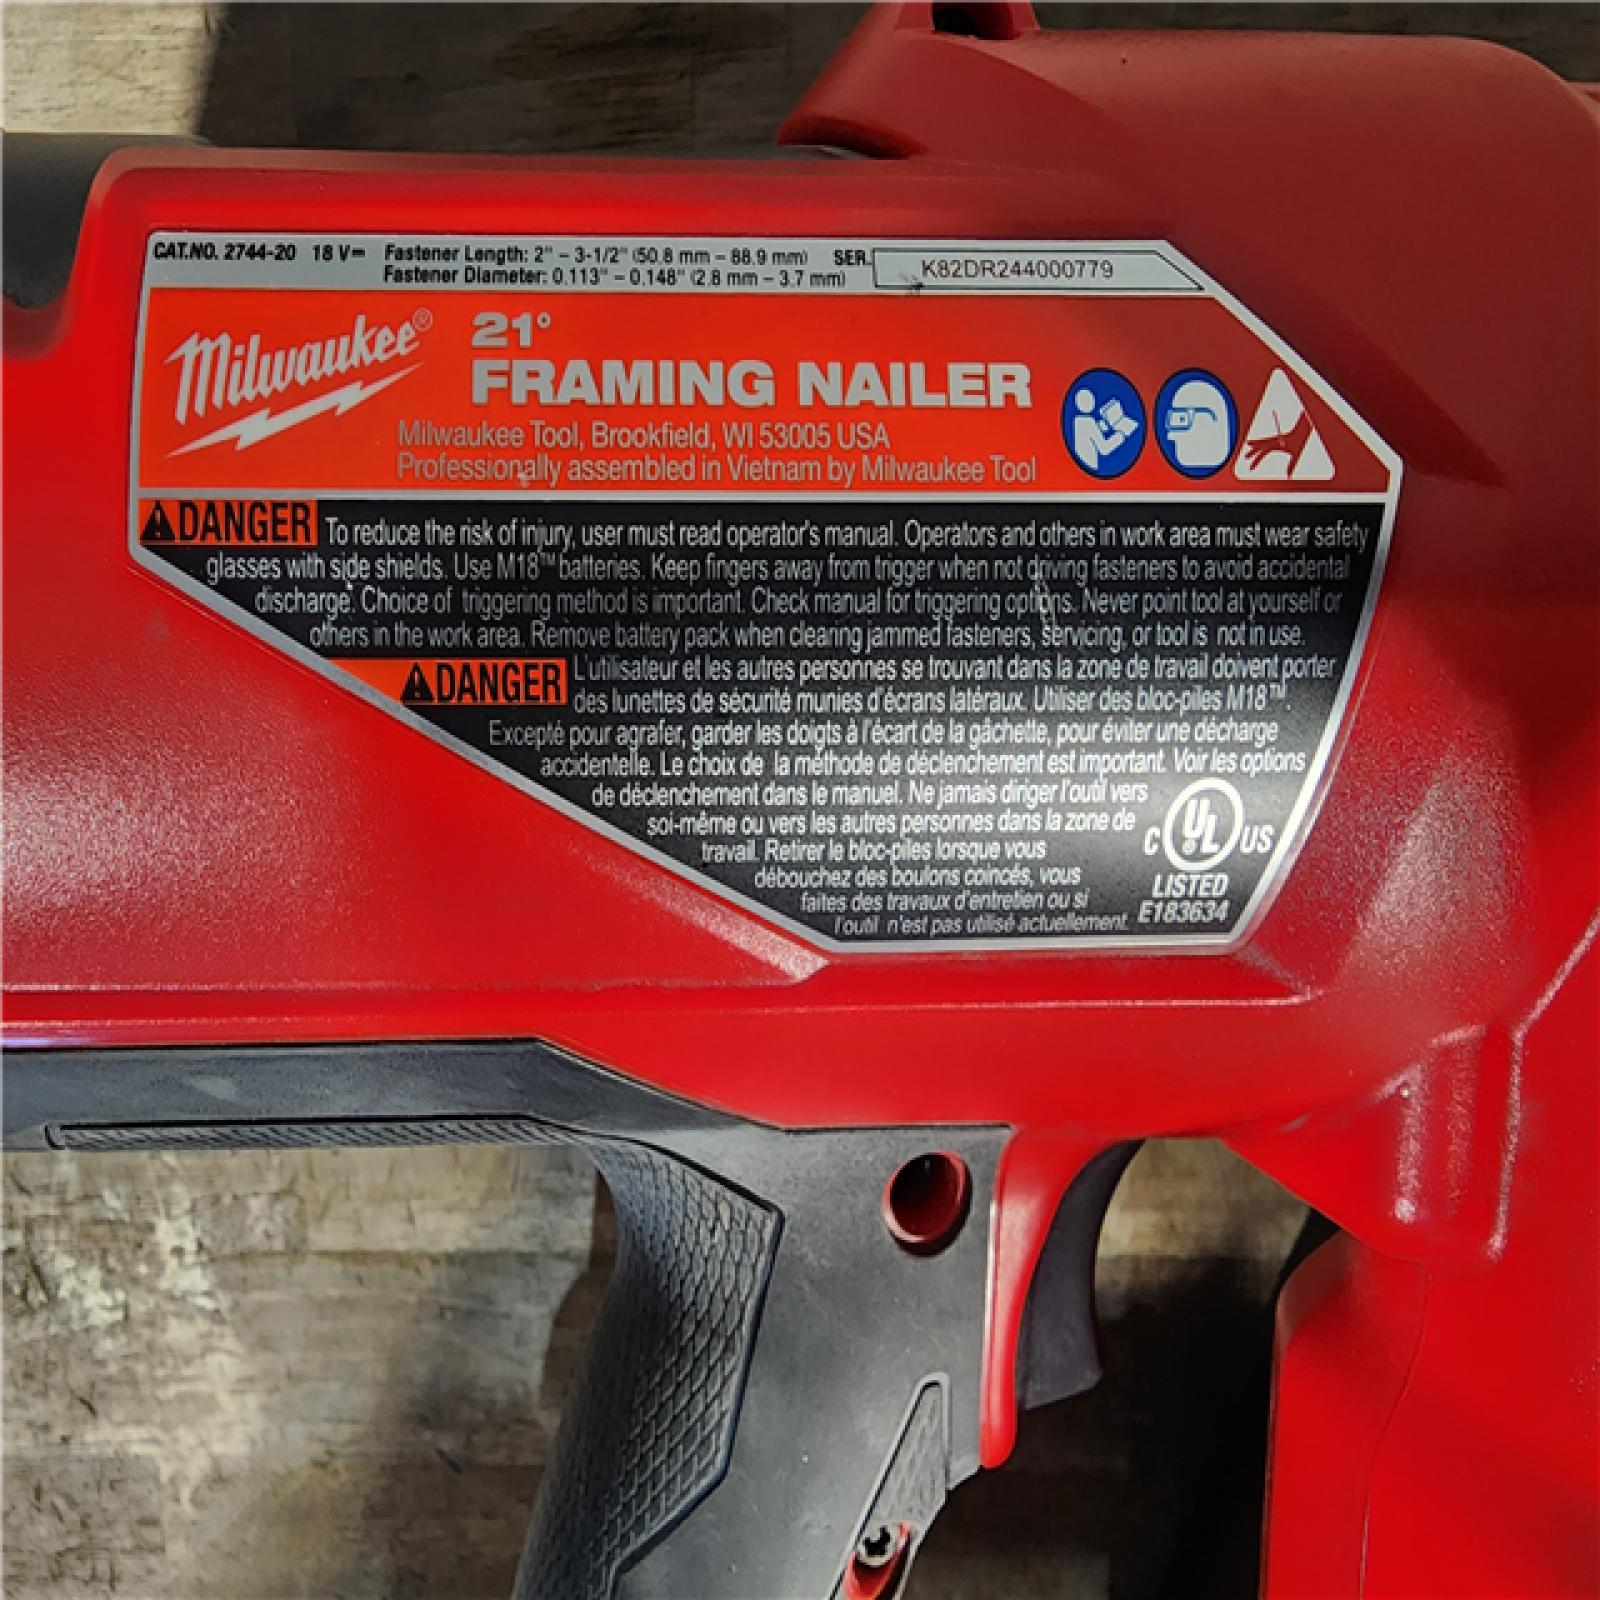 CAT.NO. 2744-20 18 V⎓ Fastener Length: 2" – 3-1/2" (50.8 mm – 88.9 mm) SER. K82DR244000779
Fastener Diameter: 0.113" – 0.148" (2.8 mm – 3.7 mm)
Milwaukee®
21°
FRAMING NAILER
Milwaukee Tool, Brookfield, WI 53005 USA
Professionally assembled in Vietnam by Milwaukee Tool
⚠DANGER To reduce the risk of injury, user must read operator's manual. Operators and others in work area must wear safety
glasses with side shields. Use M18™ batteries. Keep fingers away from trigger when not driving fasteners to avoid accidental
discharge. Choice of triggering method is important. Check manual for triggering options. Never point tool at yourself or
others in the work area. Remove battery pack when clearing jammed fasteners, servicing, or tool is not in use.
⚠DANGER L'utilisateur et les autres personnes se trouvant dans la zone de travail doivent porter
des lunettes de sécurité munies d'écrans latéraux. Utiliser des bloc-piles M18™.
Excepté pour agrafer, garder les doigts à l'écart de la gâchette, pour éviter une décharge
accidentelle. Le choix de la méthode de déclenchement est important. Voir les options
de déclenchement dans le manuel. Ne jamais diriger l'outil vers
soi-même ou vers les autres personnes dans la zone de
travail. Retirer le bloc-piles lorsque vous
débouchez des boulons coincés, vous
faites des travaux d'entretien ou si
l'outil n'est pas utilisé actuellement.
C UL® US
LISTED
E183634